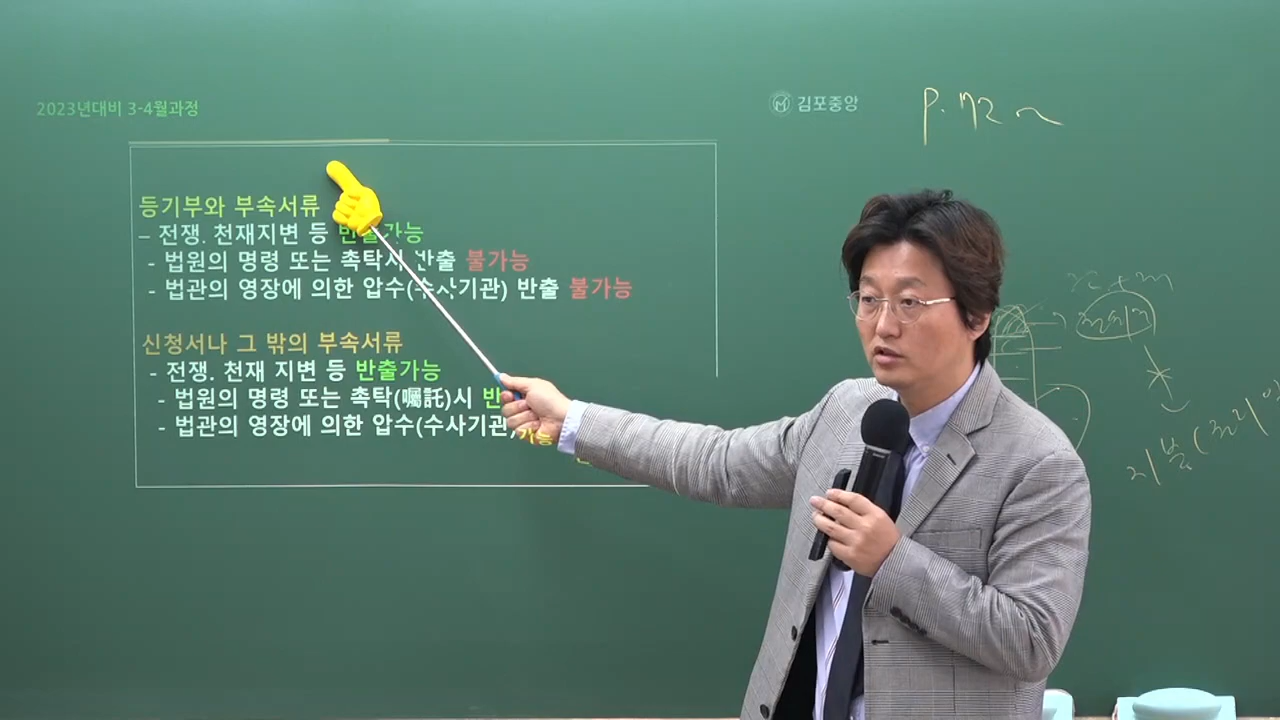 2023년대비 3-4월과정
김포중앙
등기부와 부속서류
– 전쟁. 천재지변 등 반출가능
- 법원의 명령 또는 촉탁시 반출 불가능
- 법관의 영장에 의한 압수(수사기관) 반출 불가능
신청서나 그 밖의 부속서류
- 전쟁. 천재 지변 등 반출가능
- 법원의 명령 또는 촉탁(囑託)시 반
- 법관의 영장에 의한 압수(수사기관)
가능